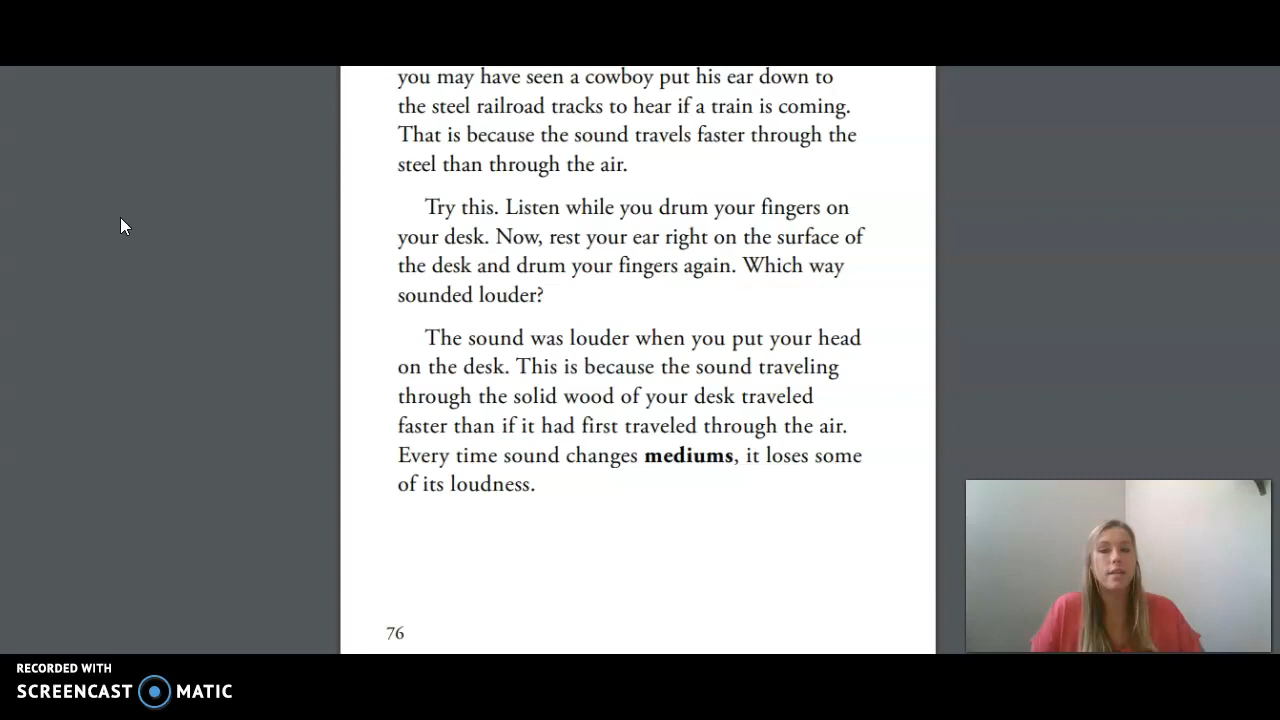 you may have seen a cowboy put his ear down to
the steel railroad tracks to hear if a train is coming.
That is because the sound travels faster through the
steel than through the air.
Try this. Listen while you drum your fingers on
your desk. Now, rest your ear right on the surface of
the desk and drum your fingers again. Which way
sounded louder?
The sound was louder when you put your head
on the desk. This is because the sound traveling
through the solid wood of your desk traveled
faster than if it had first traveled through the air.
Every time sound changes mediums, it loses some
of its loudness.
76
RECORDED WITH
SCREENCAST MATIC